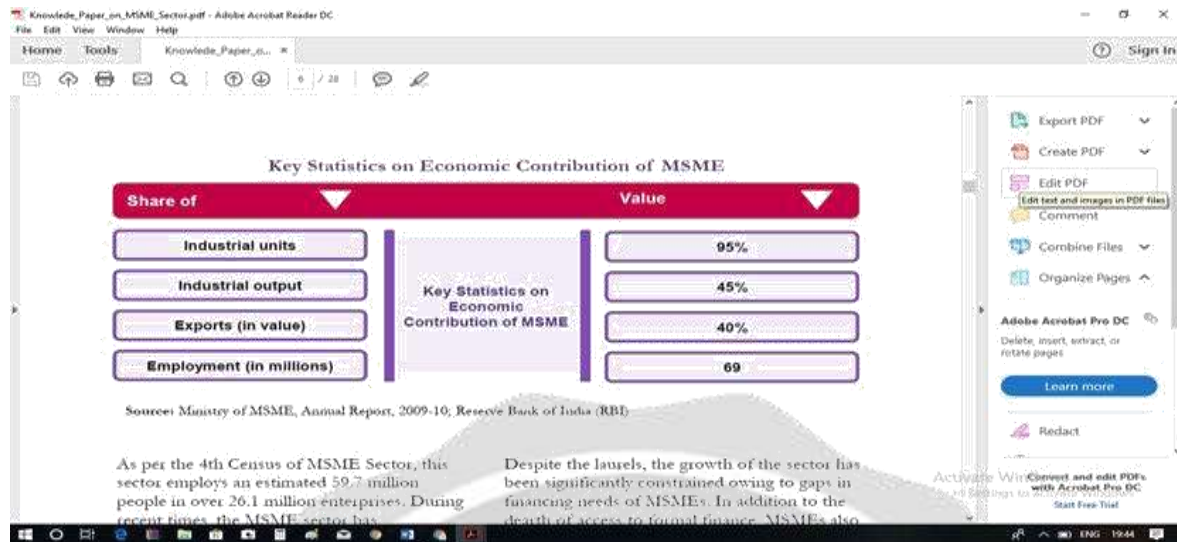 Knowlede_Paper_on_MSME_Sector.pdf - Adobe Acrobat Reader DC
File Edit View Window Help
Home Tools Knowlede_Paper_o... × Sign In
6 / 28
Key Statistics on Economic Contribution of MSME
Share of Value
Industrial units 95%
Industrial output 45%
Exports (in value) 40%
Employment (in millions) 69
Key Statistics on
Economic
Contribution of MSME
Source: Ministry of MSME, Annual Report, 2009-10; Reserve Bank of India (RBI)
As per the 4th Census of MSME Sector, this
sector employs an estimated 59.7 million
people in over 26.1 million enterprises. During
recent times, the MSME sector has
Despite the laurels, the growth of the sector has
been significantly constrained owing to gaps in
financing needs of MSMEs. In addition to the
dearth of access to formal finance, MSMEs also
Export PDF
Create PDF
Edit PDF
Edit text and images in PDF files
Comment
Combine Files
Organize Pages
Adobe Acrobat Pro DC
Delete, insert, extract, or
rotate pages
Learn more
Redact
Convert and edit PDFs
with Acrobat Pro DC
Start Free Trial
ENG 19:44